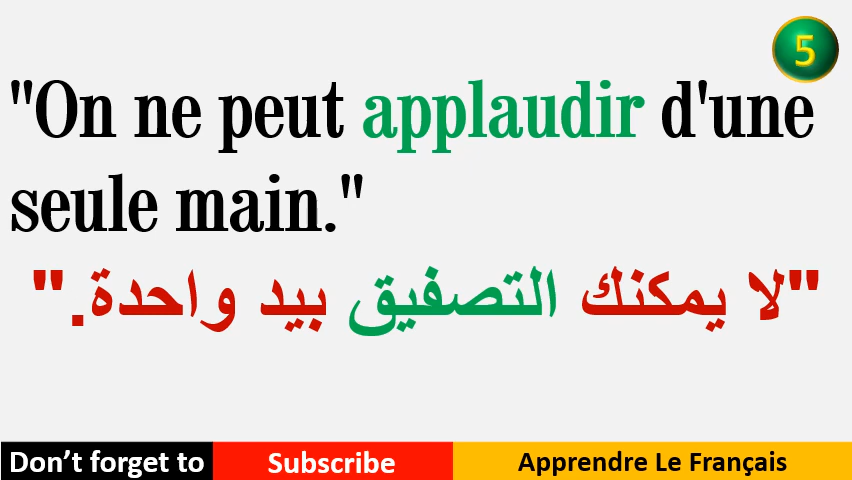 5
"On ne peut applaudir d'une
seule main."
"لا يمكنك التصفيق بيد واحدة."
Don't forget to Subscribe Apprendre Le Français